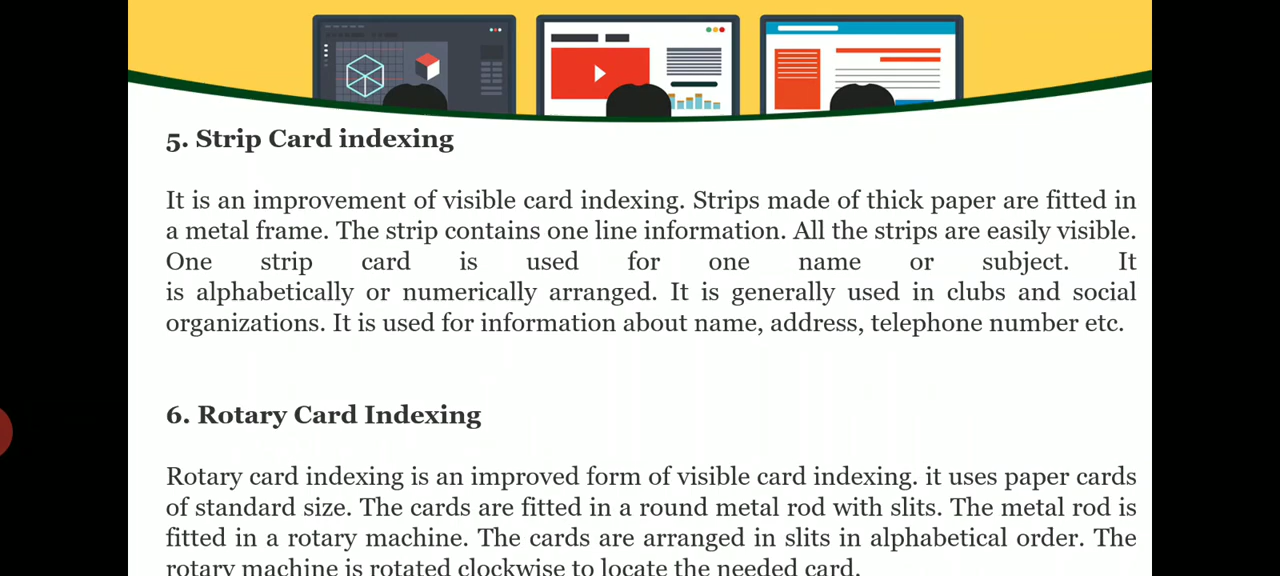 5. Strip Card indexing
It is an improvement of visible card indexing. Strips made of thick paper are fitted in
a metal frame. The strip contains one line information. All the strips are easily visible.
One strip card is used for one name or subject. It
is alphabetically or numerically arranged. It is generally used in clubs and social
organizations. It is used for information about name, address, telephone number etc.
6. Rotary Card Indexing
Rotary card indexing is an improved form of visible card indexing. it uses paper cards
of standard size. The cards are fitted in a round metal rod with slits. The metal rod is
fitted in a rotary machine. The cards are arranged in slits in alphabetical order. The
rotary machine is rotated clockwise to locate the needed card.